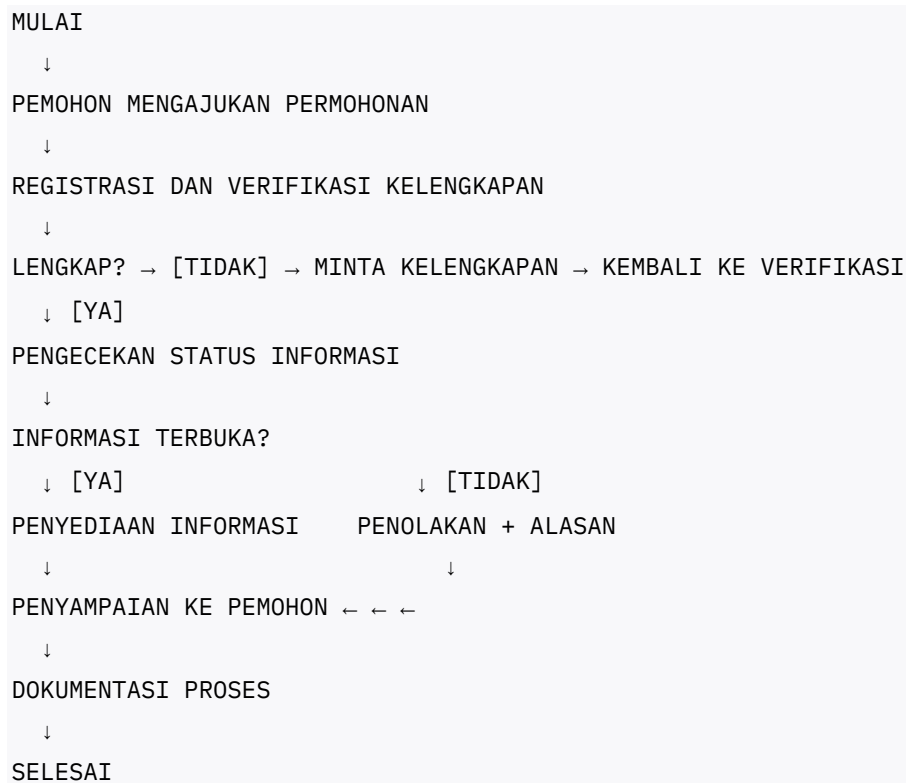 MULAI
↓
PEMOHON MENGAJUKAN PERMOHONAN
↓
REGISTRASI DAN VERIFIKASI KELENGKAPAN
↓
LENGKAP? → [TIDAK] → MINTA KELENGKAPAN → KEMBALI KE VERIFIKASI
↓ [YA]
PENGECEKAN STATUS INFORMASI
↓
INFORMASI TERBUKA?
↓ [YA] ↓ [TIDAK]
PENYEDIAAN INFORMASI PENOLAKAN + ALASAN
↓ ↓
PENYAMPAIAN KE PEMOHON ← ← ←
↓
DOKUMENTASI PROSES
↓
SELESAI